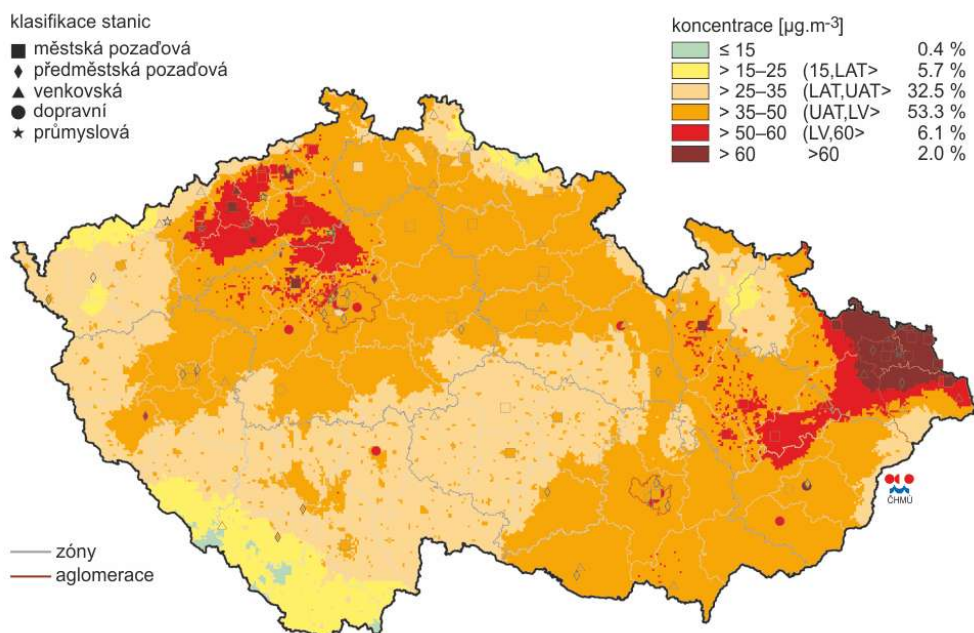 klasifikace stanic
městská pozaďová
předměstská pozaďová
venkovská
dopravní
průmyslová
koncentrace [µg.m-3]
≤ 15 0.4 %
> 15–25 (15,LAT> 5.7 %
> 25–35 (LAT,UAT> 32.5 %
> 35–50 (UAT,LV> 53.3 %
> 50–60 (LV,60> 6.1 %
> 60 >60 2.0 %
ČHMÚ
zóny
aglomerace